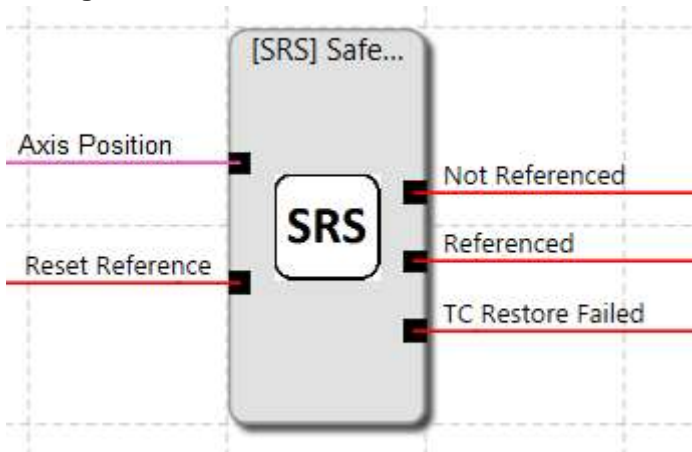 [SRS] Safe...
Axis Position
Not Referenced
SRS
Referenced
Reset Reference
TC Restore Failed